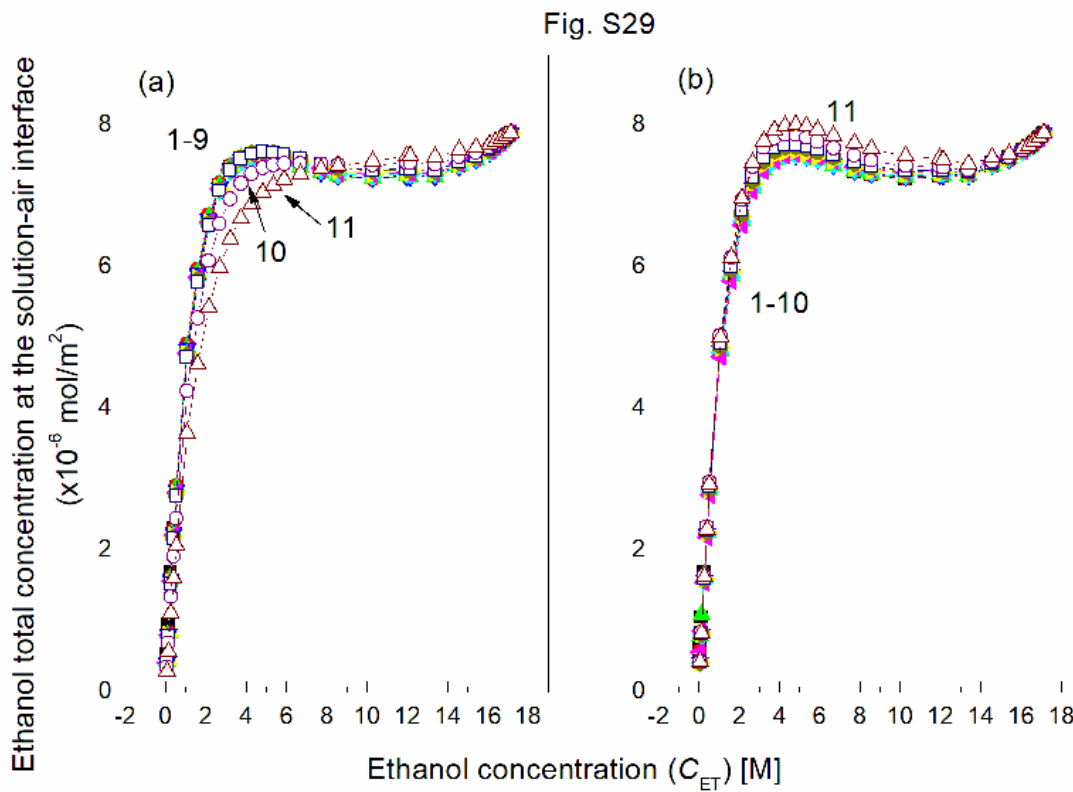 Fig. S29
Ethanol total concentration at the solution-air interface
(x10⁻⁶ mol/m²)
(a)
1-9
10
11
8
6
4
2
0
-2 0 2 4 6 8 10 12 14 16 18
(b)
11
1-10
8
6
4
2
0
-2 0 2 4 6 8 10 12 14 16 18
Ethanol concentration (C_ET) [M]